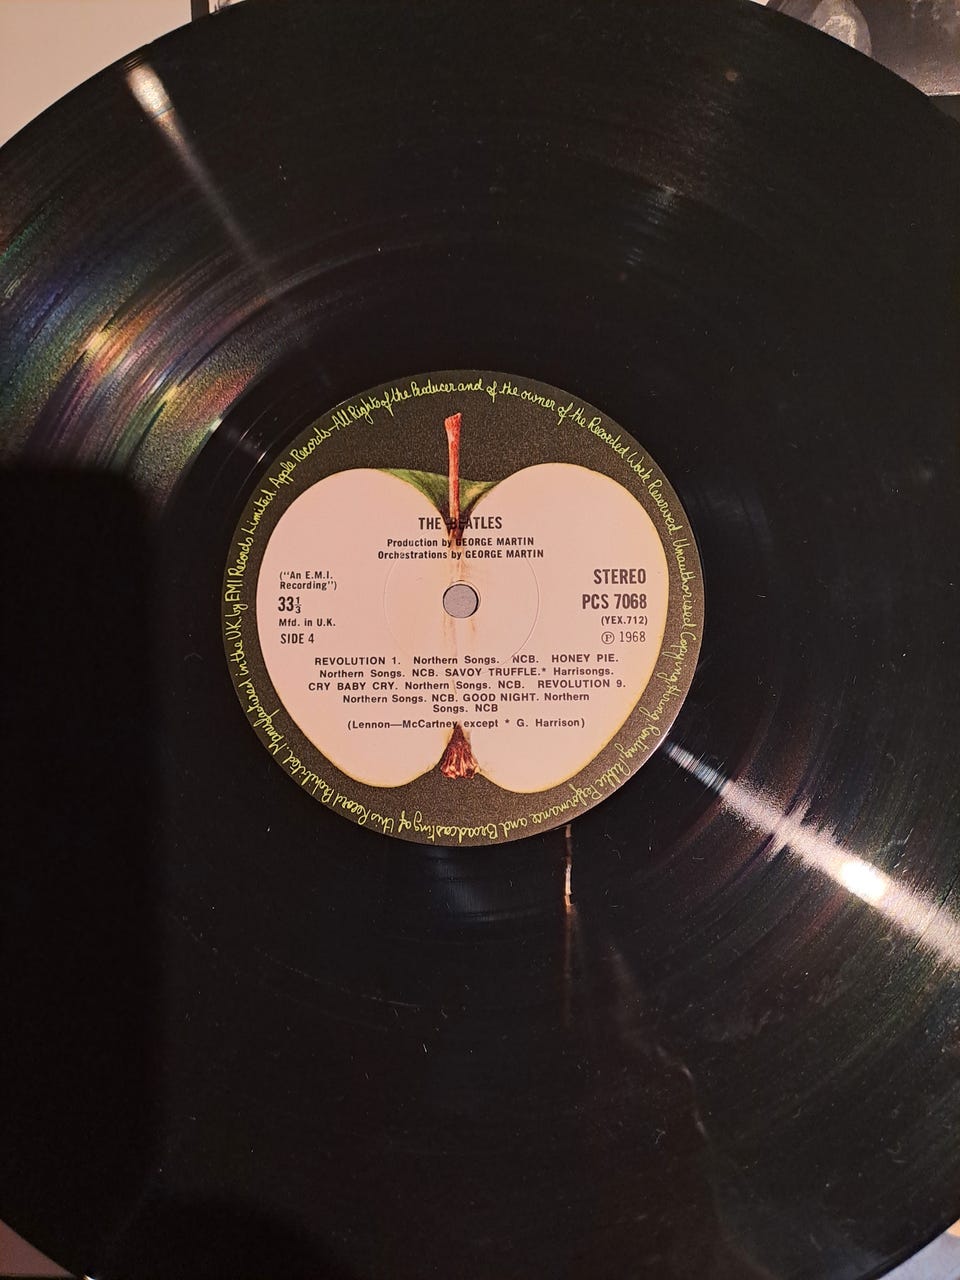 THE BEATLES
Production by GEORGE MARTIN
Orchestrations by GEORGE MARTIN
("An E.M.I.
Recording")
33⅓
Mfd. in U.K.
SIDE 4
STEREO
PCS 7068
(YEX.712)
Ⓟ 1968
REVOLUTION 1. Northern Songs. NCB. HONEY PIE.
Northern Songs. NCB. SAVOY TRUFFLE.* Harrisongs.
CRY BABY CRY. Northern Songs. NCB. REVOLUTION 9.
Northern Songs. NCB. GOOD NIGHT. Northern
Songs. NCB
(Lennon—McCartney except * G. Harrison)
Manufactured in the UK by EMI Records Limited Apple Records—All Rights of the Producer and of the owner of the Recorded Work Reserved. Unauthorised Copying, Hiring, Renting, Public Performance and Broadcasting of this Record Prohibited.